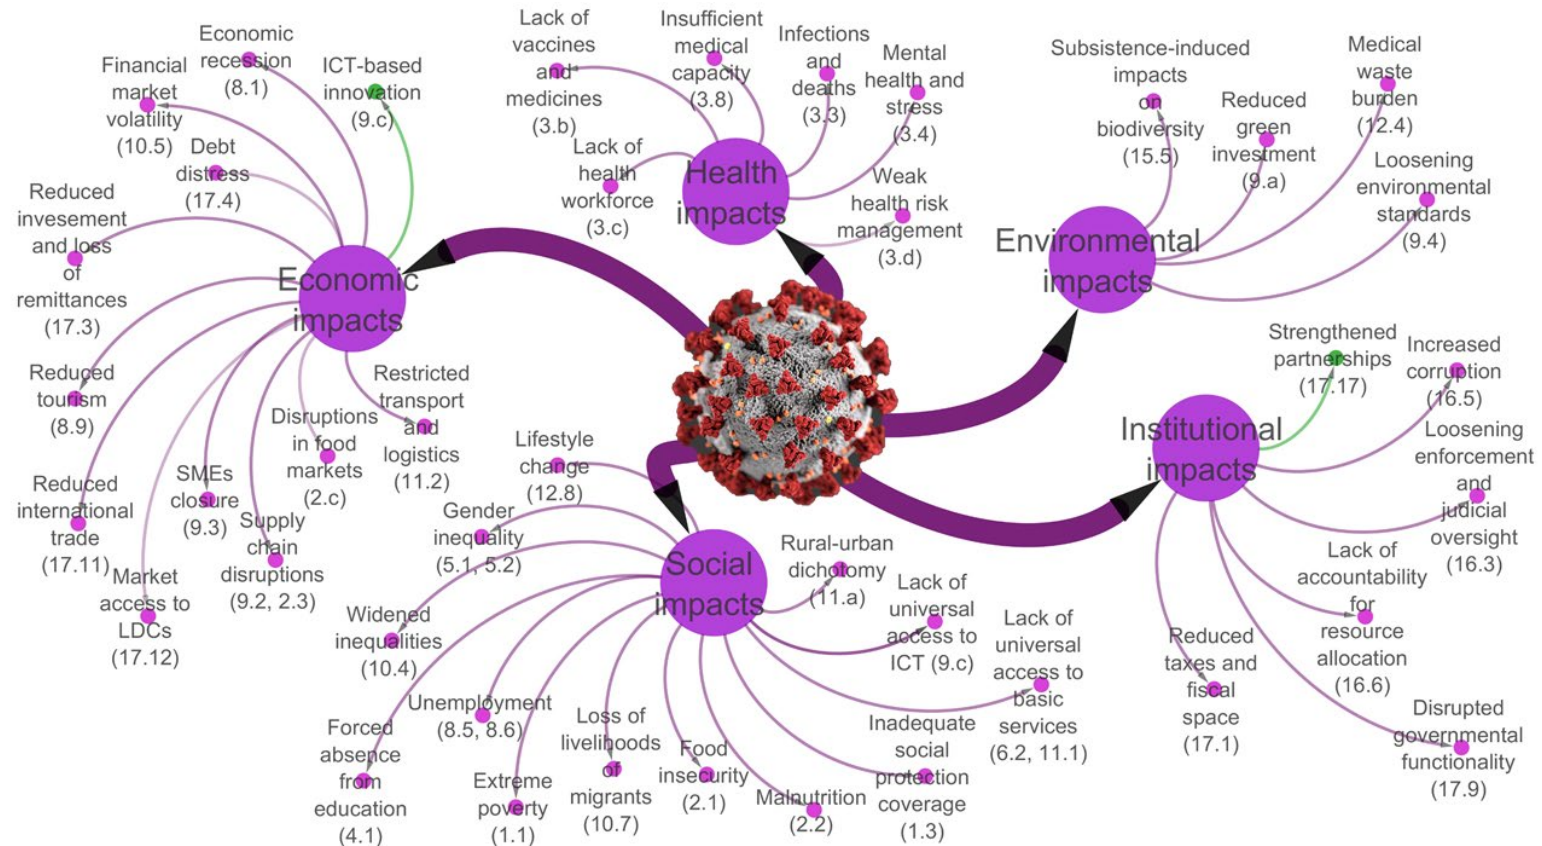 Economic
recession
(8.1)
Financial
market
volatility
(10.5)
ICT-based
innovation
(9.c)
Debt
distress
(17.4)
Reduced
invesement
and loss
of
remittances
(17.3)
Economic
impacts
Reduced
tourism
(8.9)
Restricted
transport
and
logistics
(11.2)
Disruptions
in food
markets
(2.c)
SMEs
closure
(9.3)
Reduced
international
trade
(17.11)
Supply
chain
disruptions
(9.2, 2.3)
Market
access to
LDCs
(17.12)
Lack of
vaccines
and
medicines
(3.b)
Insufficient
medical
capacity
(3.8)
Infections
and
deaths
(3.3)
Mental
health and
stress
(3.4)
Lack of
health
workforce
(3.c)
Health
impacts
Weak
health risk
management
(3.d)
Subsistence-induced
impacts
on
biodiversity
(15.5)
Medical
waste
burden
(12.4)
Reduced
green
investment
(9.a)
Loosening
environmental
standards
(9.4)
Environmental
impacts
Strengthened
partnerships
(17.17)
Increased
corruption
(16.5)
Institutional
impacts
Loosening
enforcement
and
judicial
oversight
(16.3)
Lack of
accountability
for
resource
allocation
(16.6)
Reduced
taxes and
fiscal
space
(17.1)
Disrupted
governmental
functionality
(17.9)
Lifestyle
change
(12.8)
Gender
inequality
(5.1, 5.2)
Social
impacts
Rural-urban
dichotomy
(11.a)
Lack of
universal
access to
ICT (9.c)
Widened
inequalities
(10.4)
Lack of
universal
access to
basic
services
(6.2, 11.1)
Unemployment
(8.5, 8.6)
Forced
absence
from
education
(4.1)
Extreme
poverty
(1.1)
Loss of
livelihoods
of
migrants
(10.7)
Food
insecurity
(2.1)
Malnutrition
(2.2)
Inadequate
social
protection
coverage
(1.3)